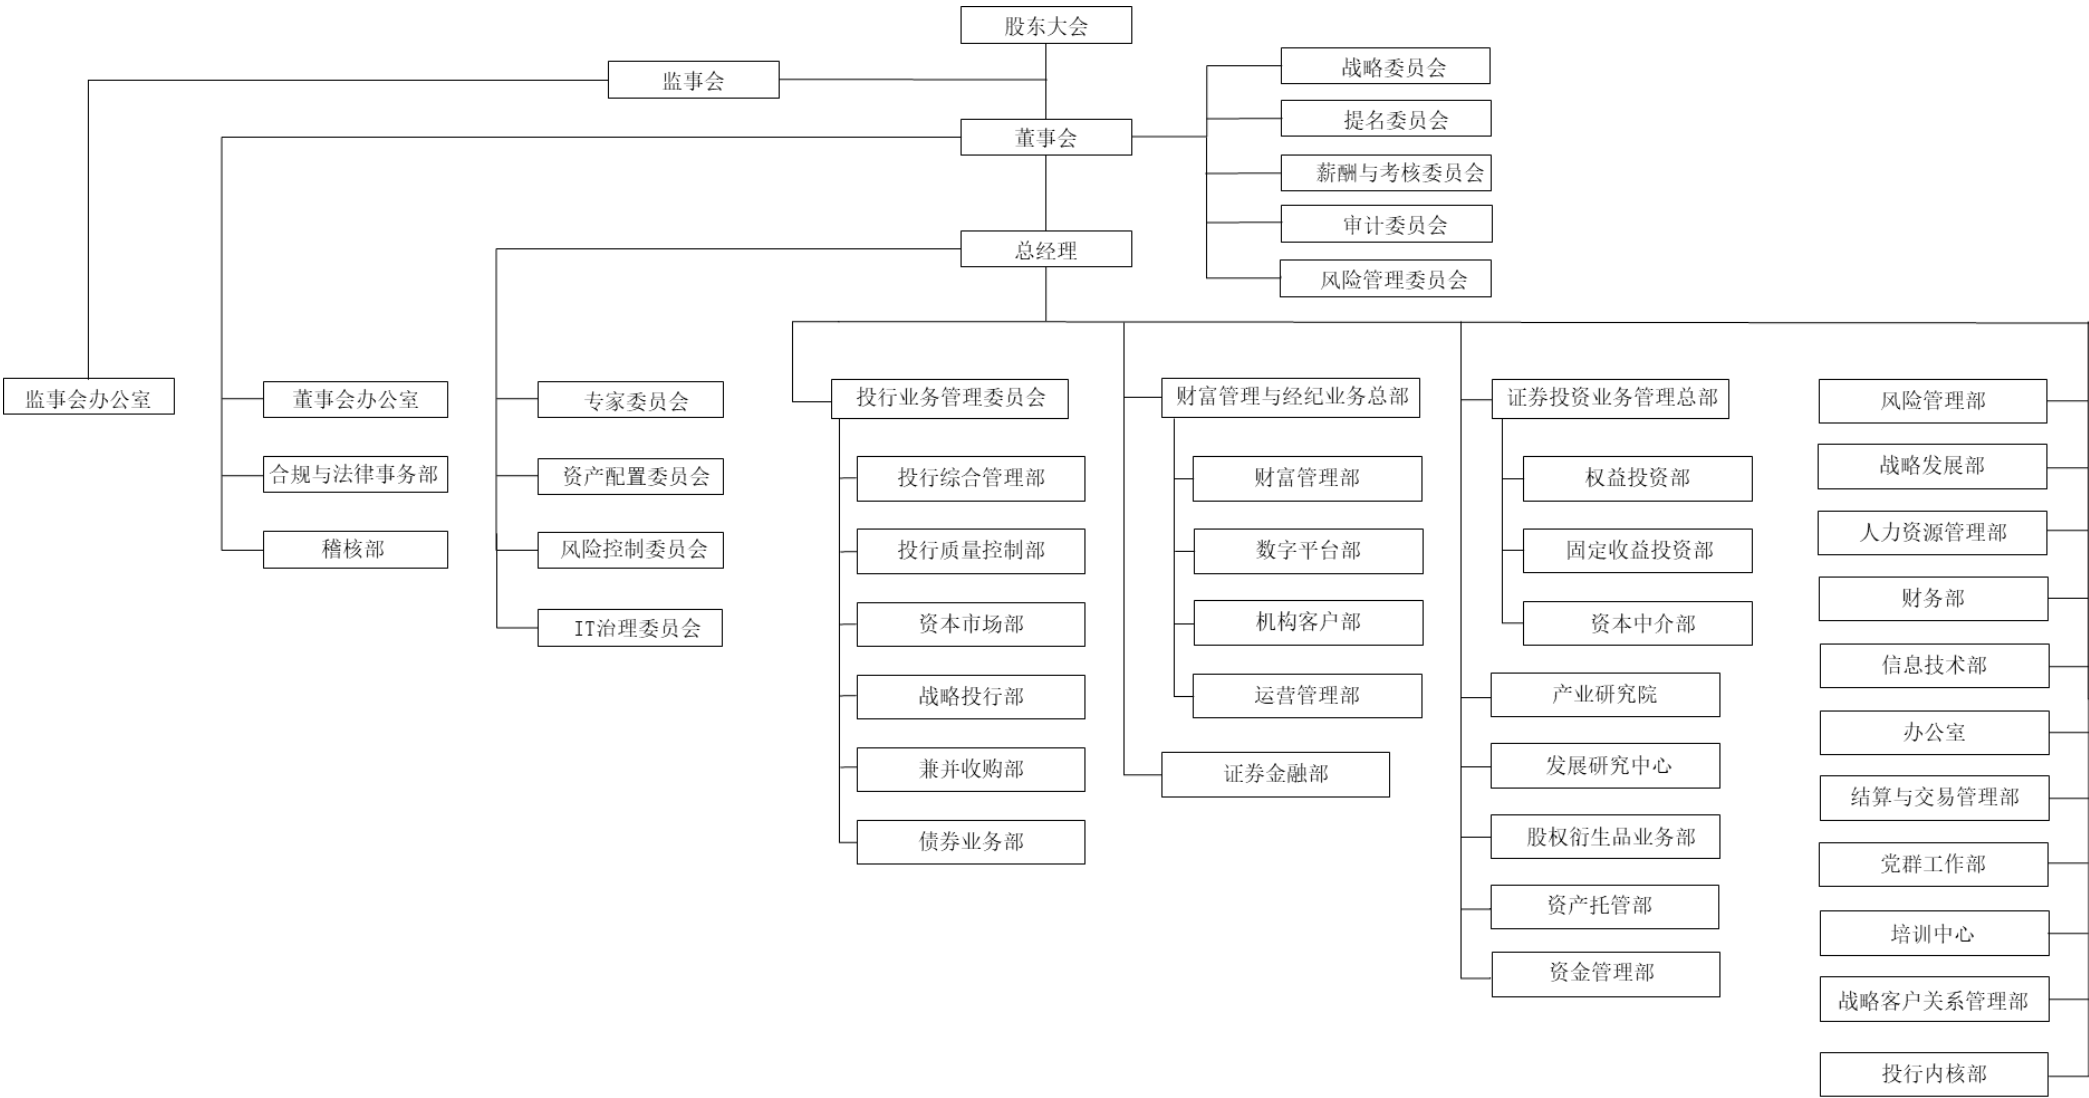 股东大会
监事会
董事会
战略委员会
提名委员会
薪酬与考核委员会
审计委员会
风险管理委员会
总经理
监事会办公室
董事会办公室
合规与法律事务部
稽核部
专家委员会
资产配置委员会
风险控制委员会
IT治理委员会
投行业务管理委员会
投行综合管理部
投行质量控制部
资本市场部
战略投行部
兼并收购部
债券业务部
财富管理与经纪业务总部
财富管理部
数字平台部
机构客户部
运营管理部
证券金融部
证券投资业务管理总部
权益投资部
固定收益投资部
资本中介部
产业研究院
发展研究中心
股权衍生品业务部
资产托管部
资金管理部
风险管理部
战略发展部
人力资源管理部
财务部
信息技术部
办公室
结算与交易管理部
党群工作部
培训中心
战略客户关系管理部
投行内核部